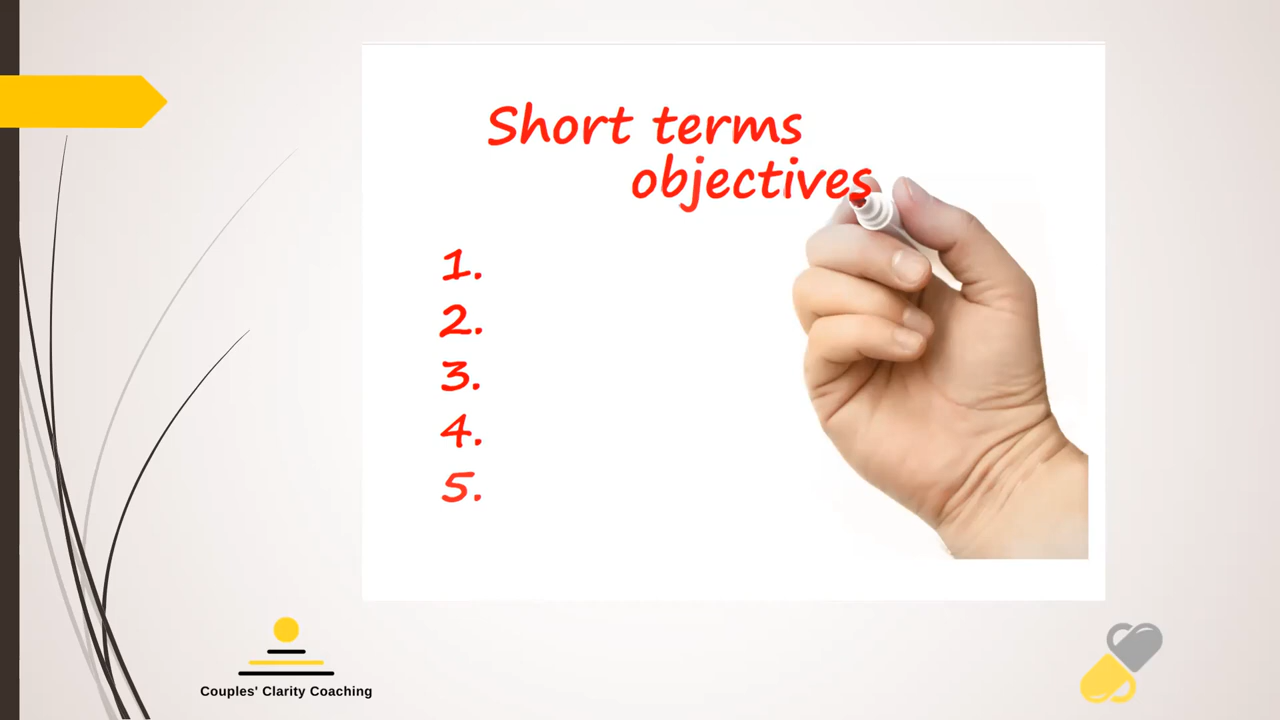 Short terms
objectives
1.
2.
3.
4.
5.
Couples' Clarity Coaching